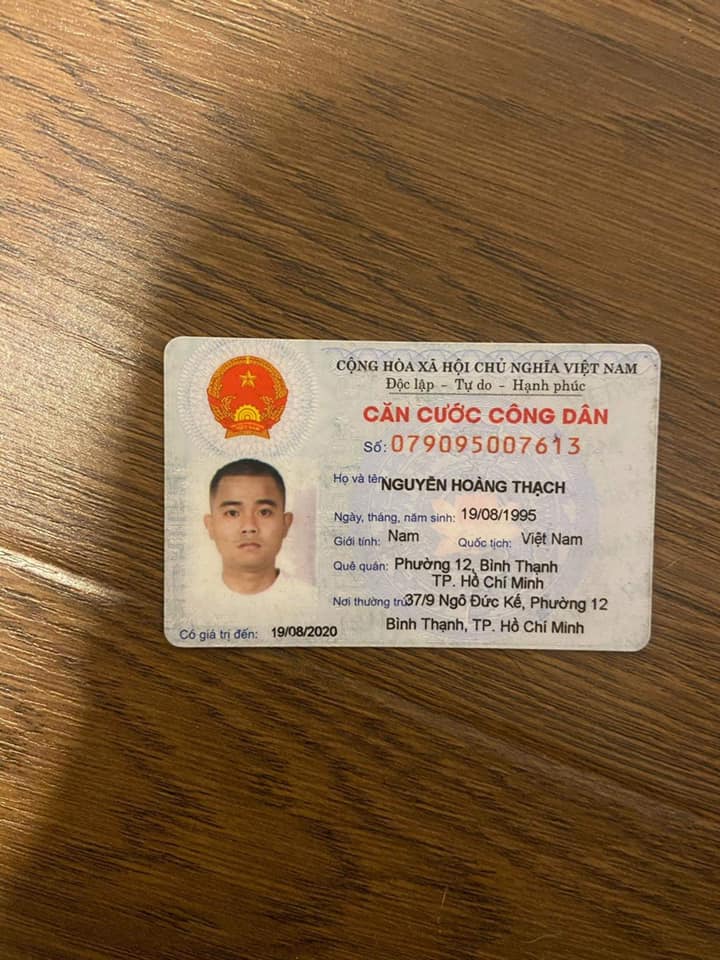 CỘNG HÒA XÃ HỘI CHỦ NGHĨA VIỆT NAM
Độc lập - Tự do - Hạnh phúc
CĂN CƯỚC CÔNG DÂN
Số: 079095007613
Họ và tên NGUYỄN HOÀNG THẠCH
Ngày, tháng, năm sinh: 19/08/1995
Giới tính: Nam Quốc tịch: Việt Nam
Quê quán: Phường 12, Bình Thạnh
TP. Hồ Chí Minh
Nơi thường trú 37/9 Ngô Đức Kế, Phường 12
Bình Thạnh, TP. Hồ Chí Minh
Có giá trị đến: 19/08/2020